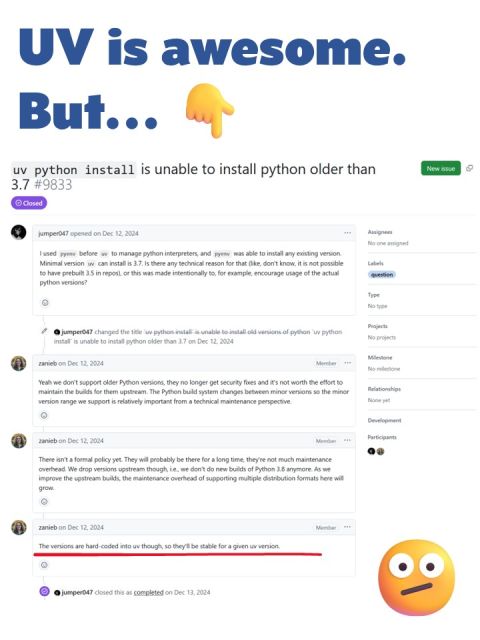 UV is awesome.
But...
uv python install is unable to install python older than
3.7 #9833
New issue
Closed
jumper047 opened on Dec 12, 2024
I used pyenv before uv to manage python interpreters, and pyenv was able to install any existing version.
Minimal version uv can install is 3.7. Is there any technical reason for that (like, don't know, it is not possible
to have prebuilt 3.5 in repos), or this was made intentionally to, for example, encourage usage of the actual
python versions?
jumper047 changed the title `uv python install` is unable to install old versions of python `uv python
install` is unable to install python older than 3.7 on Dec 12, 2024
zanieb on Dec 12, 2024
Member
Yeah we don't support older Python versions, they no longer get security fixes and it's not worth the effort to
maintain the builds for them upstream. The Python build system changes between minor versions so the minor
version range we support is relatively important from a technical maintenance perspective.
zanieb on Dec 12, 2024
Member
There isn't a formal policy yet. They will probably be there for a long time, they're not much maintenance
overhead. We drop versions upstream though, i.e., we don't do new builds of Python 3.8 anymore. As we
improve the upstream builds, the maintenance overhead of supporting multiple distribution formats here will
grow.
zanieb on Dec 12, 2024
Member
The versions are hard-coded into uv though, so they'll be stable for a given uv version.
jumper047 closed this as completed on Dec 13, 2024
Assignees
No one assigned
Labels
question
Type
No type
Projects
No projects
Milestone
No milestone
Relationships
None yet
Development
Participants